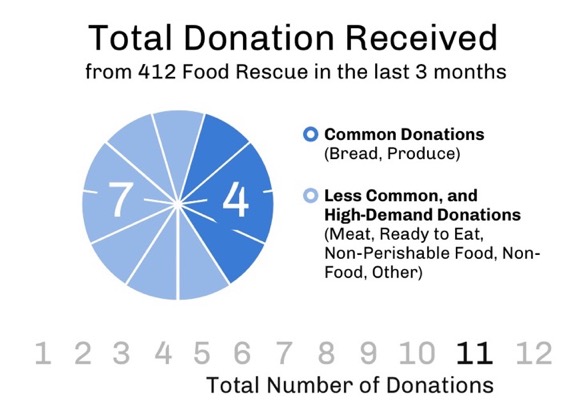 Total Donation Received
from 412 Food Rescue in the last 3 months
7 4
Common Donations
(Bread, Produce)
Less Common, and
High-Demand Donations
(Meat, Ready to Eat,
Non-Perishable Food, Non-
Food, Other)
1 2 3 4 5 6 7 8 9 10 11 12
Total Number of Donations